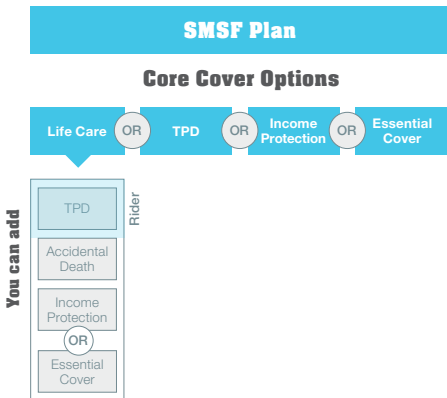 SMSF Plan
Core Cover Options
Life Care OR TPD OR Income Protection OR Essential Cover
You can add
TPD
Rider
Accidental
Death
Income
Protection
OR
Essential
Cover